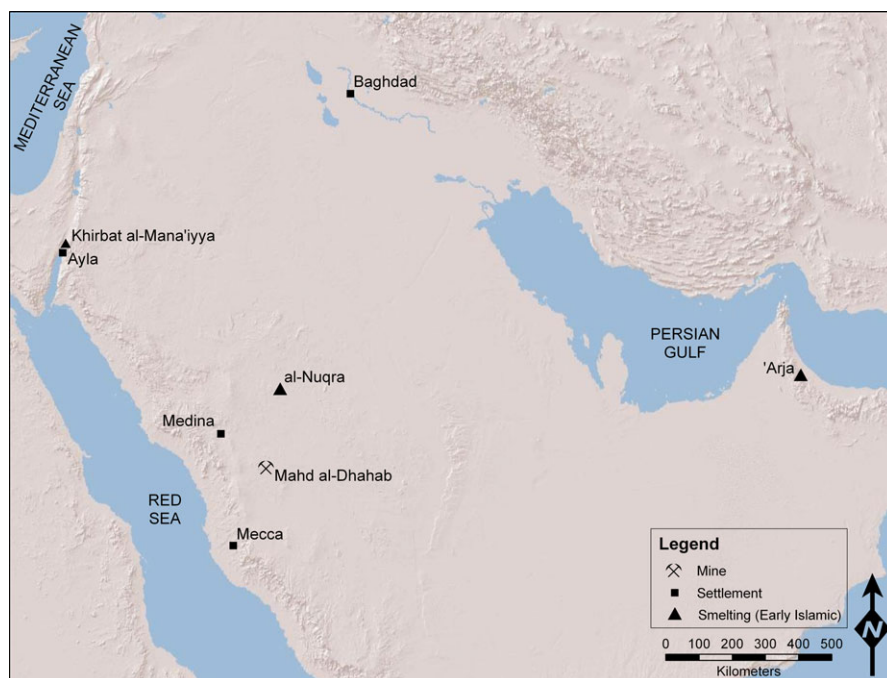 MEDITERRANEAN
SEA
Baghdad
Khirbat al-Mana'iyya
Ayla
PERSIAN
GULF
'Arja
al-Nuqra
Medina
Mahd al-Dhahab
RED
SEA
Mecca
Legend
Mine
Settlement
Smelting (Early Islamic)
0 100 200 300 400 500
Kilometers
N